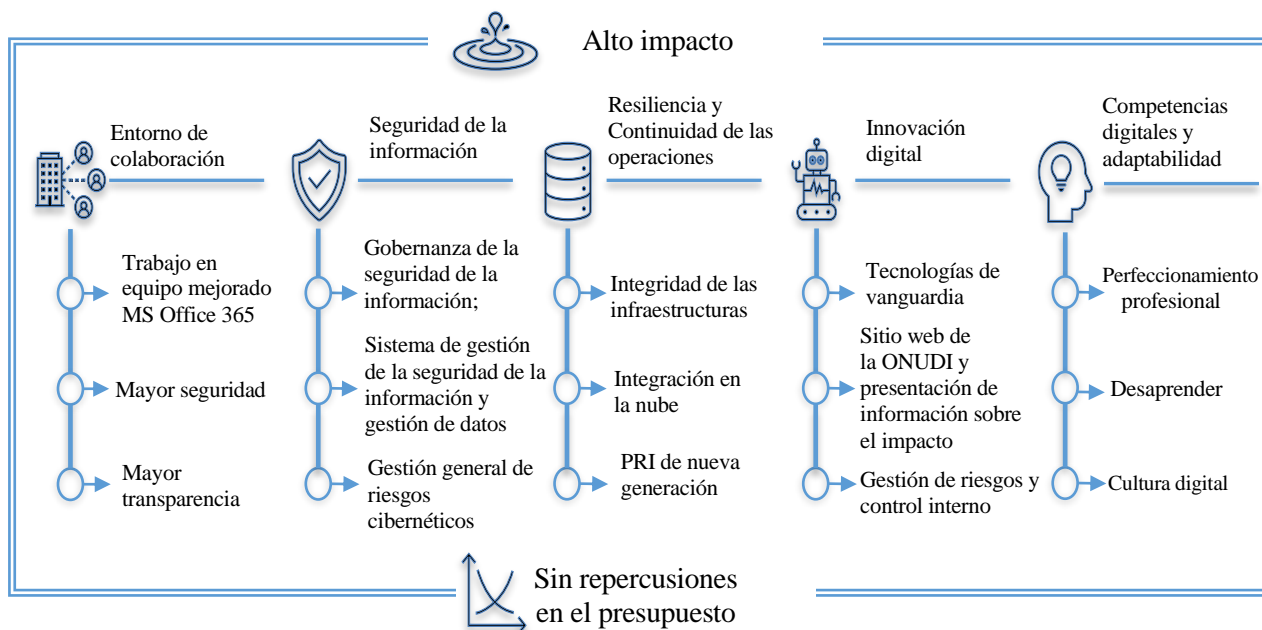 Alto impacto
Entorno de
colaboración
Trabajo en
equipo mejorado
MS Office 365
Mayor seguridad
Mayor
transparencia
Seguridad de la
información
Gobernanza de la
seguridad de la
información;
Sistema de gestión
de la seguridad de la
información y
gestión de datos
Gestión general de
riesgos
cibernéticos
Resiliencia y
Continuidad de las
operaciones
Integridad de las
infraestructuras
Integración en
la nube
PRI de nueva
generación
Innovación
digital
Tecnologías de
vanguardia
Sitio web de
la ONUDI y
presentación de
información sobre
el impacto
Gestión de riesgos y
control interno
Competencias
digitales y
adaptabilidad
Perfeccionamiento
profesional
Desaprender
Cultura digital
Sin repercusiones
en el presupuesto